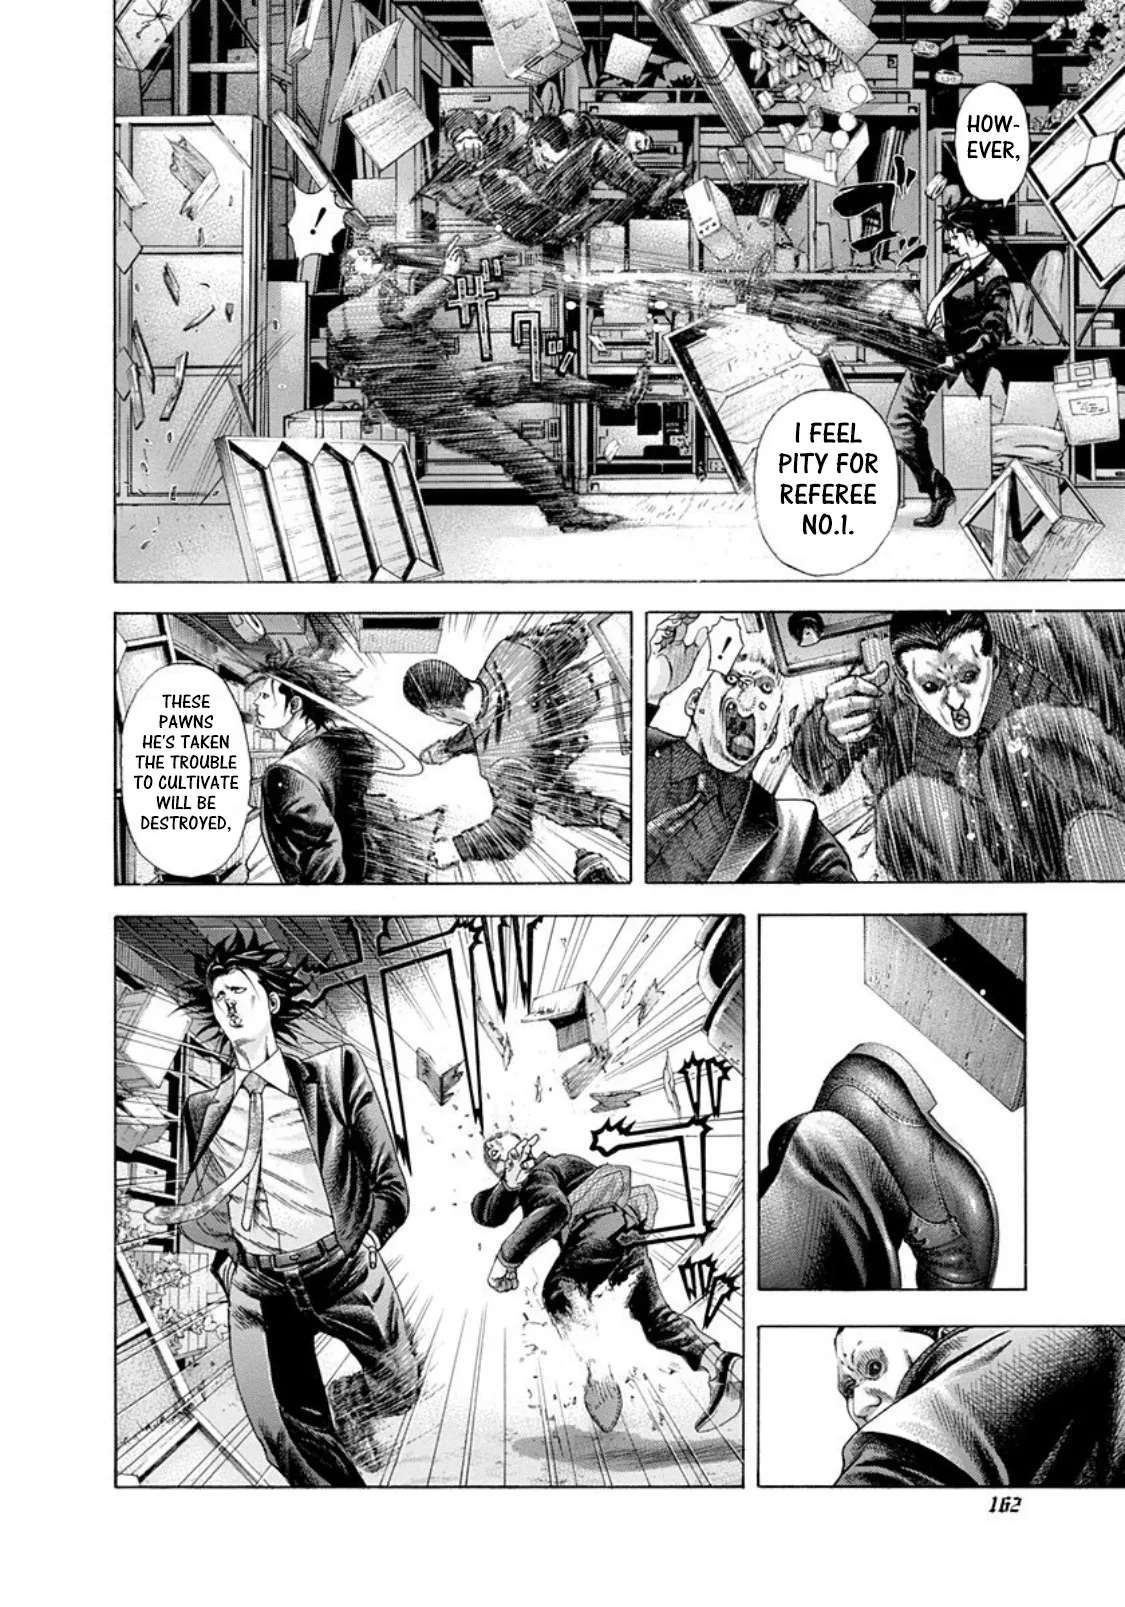 HOW-
EVER,
I FEEL
PITY FOR
REFEREE
NO.1.
!
!
THESE
PAWNS
HE'S TAKEN
THE TROUBLE
TO CULTIVATE
WILL BE
DESTROYED,
162